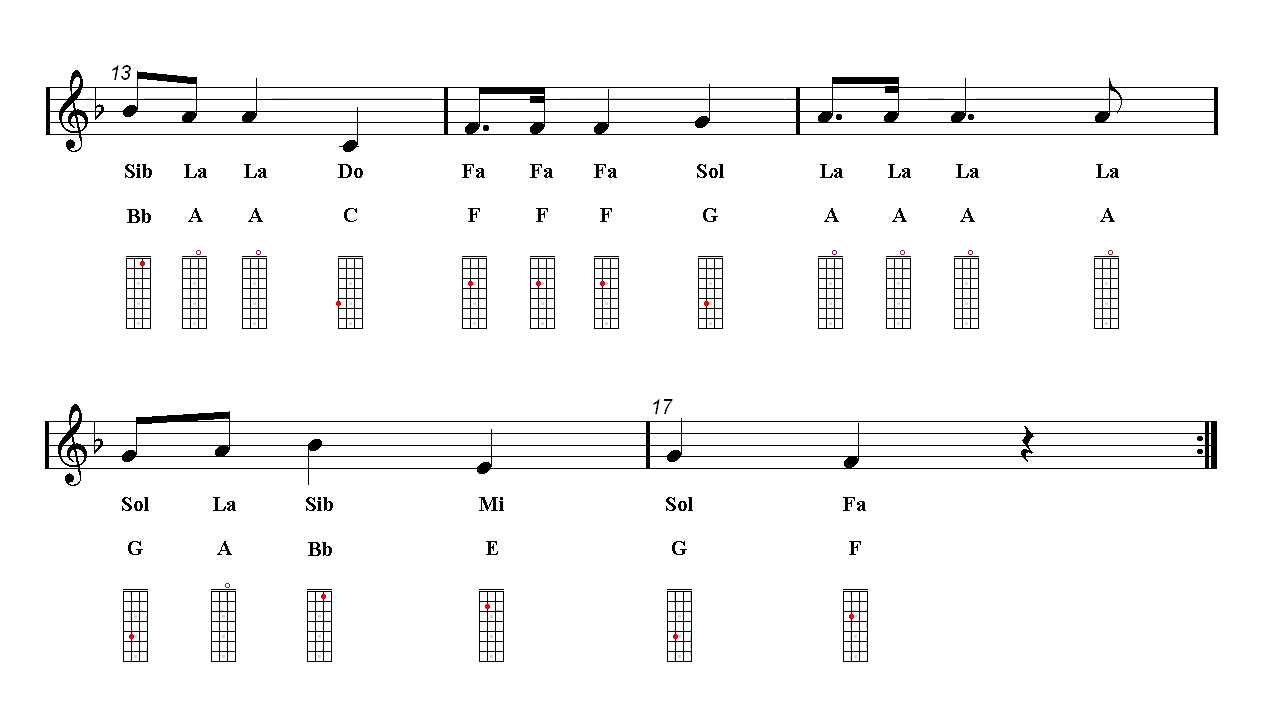 13
Sib La La Do Fa Fa Fa Sol La La La La
Bb A A C F F F G A A A A
17
Sol La Sib Mi Sol Fa
G A Bb E G F